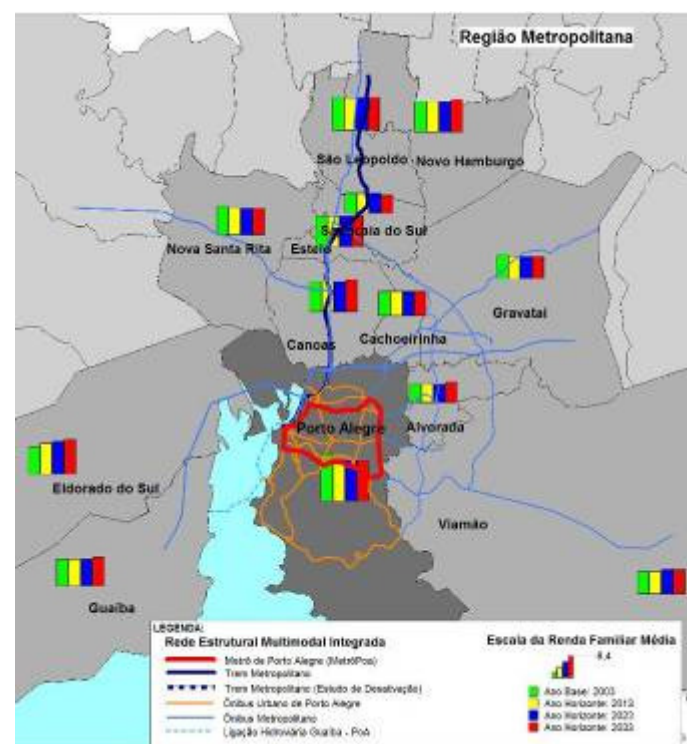 Região Metropolitana
São Leopoldo
Novo Hamburgo
Sapucaia do Sul
Nova Santa Rita
Esteio
Gravataí
Canoas
Cachoeirinha
Porto Alegre
Alvorada
Eldorado do Sul
Viamão
Guaíba
LEGENDA:
Rede Estrutural Multimodal Integrada
Metrô de Porto Alegre (MetrôPoa)
Trem Metropolitano
Trem Metropolitano (Estudo de Desativação)
Ônibus Urbano de Porto Alegre
Ônibus Metropolitano
Ligação Hidroviária Guaíba - PoA
Escala da Renda Familiar Média
Ano Base: 2003
Ano Horizonte: 2013
Ano Horizonte: 2023
Ano Horizonte: 2033